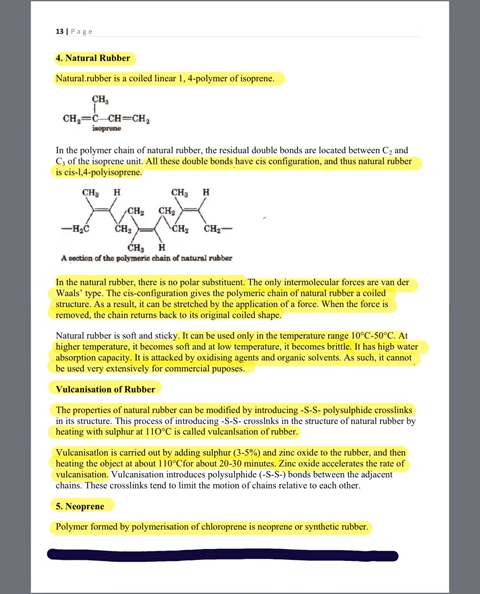 13 | P a g e
4. Natural Rubber
Natural.rubber is a coiled linear 1, 4-polymer of isoprene.
CH₃
CH₂=C—CH=CH₂
isoprene
In the polymer chain of natural rubber, the residual double bonds are located between C₂ and
C₃ of the isoprene unit. All these double bonds have cis configuration, and thus natural rubber
is cis-l,4-polyisoprene.
CH₃ H CH₃ H
CH₂ CH₂
—H₂C CH₂ CH₂ CH₂—
CH₃ H
A section of the polymeric chain of natural rubber
In the natural rubber, there is no polar substituent. The only intermolecular forces are van der
Waals' type. The cis-configuration gives the polymeric chain of natural rubber a coiled
structure. As a result, it can be stretched by the application of a force. When the force is
removed, the chain returns back to its original coiled shape.
Natural rubber is soft and sticky. It can be used only in the temperature range 10°C-50°C. At
higher temperature, it becomes soft and at low temperature, it becomes brittle. It has higb water
absorption capacity. It is attacked by oxidising agents and organic solvents. As such, it cannot
be used very extensively for commercial puposes.
Vulcanisation of Rubber
The properties of natural rubber can be modified by introducing -S-S- polysulphide crosslinks
in its structure. This process of introducing -S-S- crosslnks in the structure of natural rubber by
heating with sulphur at 11O°C is called vulcanlsation of rubber.
Vulcanisatlon is carried out by adding sulphur (3-5%) and zinc oxide to the rubber, and then
heating the object at about 110°Cfor about 20-30 minutes. Zinc oxide accelerates the rate of
vulcanisation. Vulcanisation introduces polysulphide (-S-S-) bonds between the adjacent
chains. These crosslinks tend to limit the motion of chains relative to each other.
5. Neoprene
Polymer formed by polymerisation of chloroprene is neoprene or synthetic rubber.